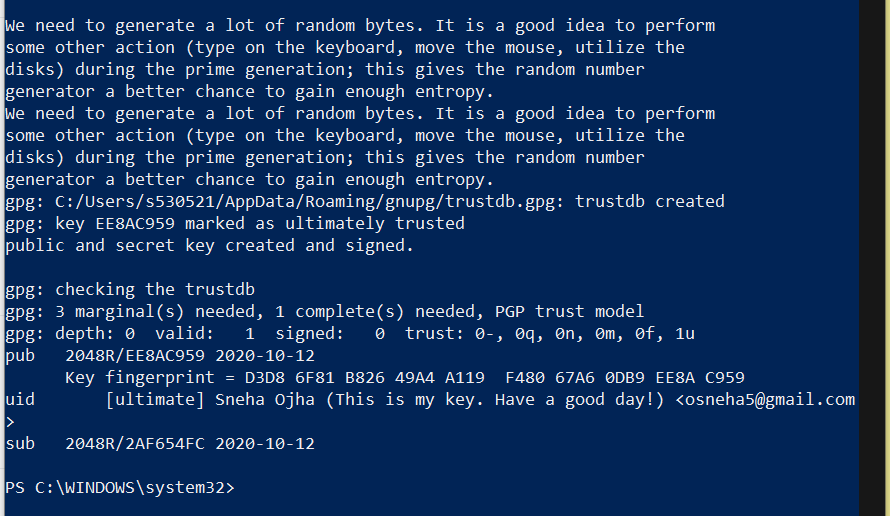 We need to generate a lot of random bytes. It is a good idea to perform
some other action (type on the keyboard, move the mouse, utilize the
disks) during the prime generation; this gives the random number
generator a better chance to gain enough entropy.
We need to generate a lot of random bytes. It is a good idea to perform
some other action (type on the keyboard, move the mouse, utilize the
disks) during the prime generation; this gives the random number
generator a better chance to gain enough entropy.
gpg: C:/Users/s530521/AppData/Roaming/gnupg/trustdb.gpg: trustdb created
gpg: key EE8AC959 marked as ultimately trusted
public and secret key created and signed.

gpg: checking the trustdb
gpg: 3 marginal(s) needed, 1 complete(s) needed, PGP trust model
gpg: depth: 0  valid:   1  signed:   0  trust: 0-, 0q, 0n, 0m, 0f, 1u
pub   2048R/EE8AC959 2020-10-12
      Key fingerprint = D3D8 6F81 B826 49A4 A119  F480 67A6 0DB9 EE8A C959
uid       [ultimate] Sneha Ojha (This is my key. Have a good day!) <osneha5@gmail.com
>
sub   2048R/2AF654FC 2020-10-12

PS C:\WINDOWS\system32>